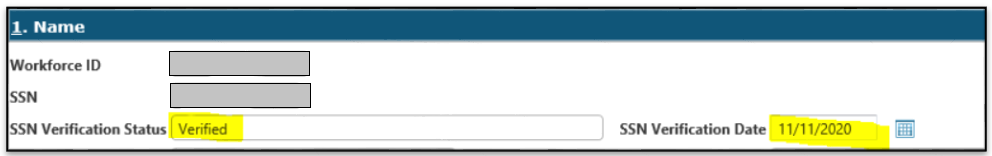 1. Name
Workforce ID
SSN
SSN Verification Status Verified SSN Verification Date 11/11/2020